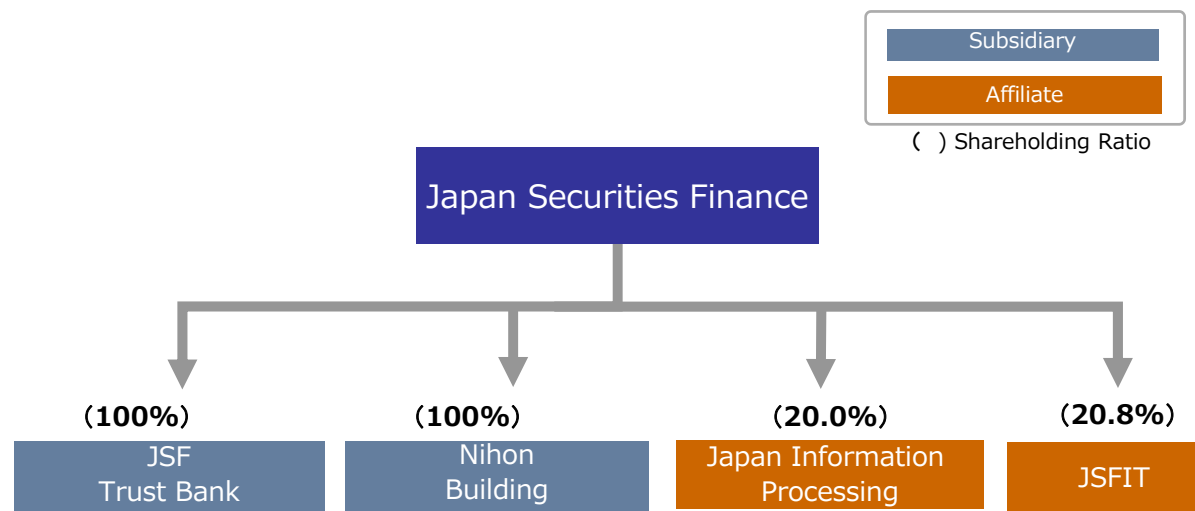 Subsidiary
Affiliate
(  ) Shareholding Ratio
Japan Securities Finance
（100%）
（100%）
（20.0%）
（20.8%）
JSF
Trust Bank
Nihon
Building
Japan Information
Processing
JSFIT